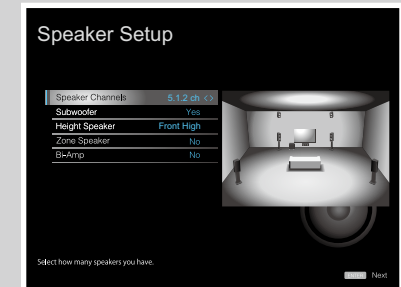 Speaker Setup
Speaker Channels 5.1.2 ch <>
Subwoofer Yes
Height Speaker Front High
Zone Speaker No
Bi-Amp No
Select how many speakers you have.
ENTER Next